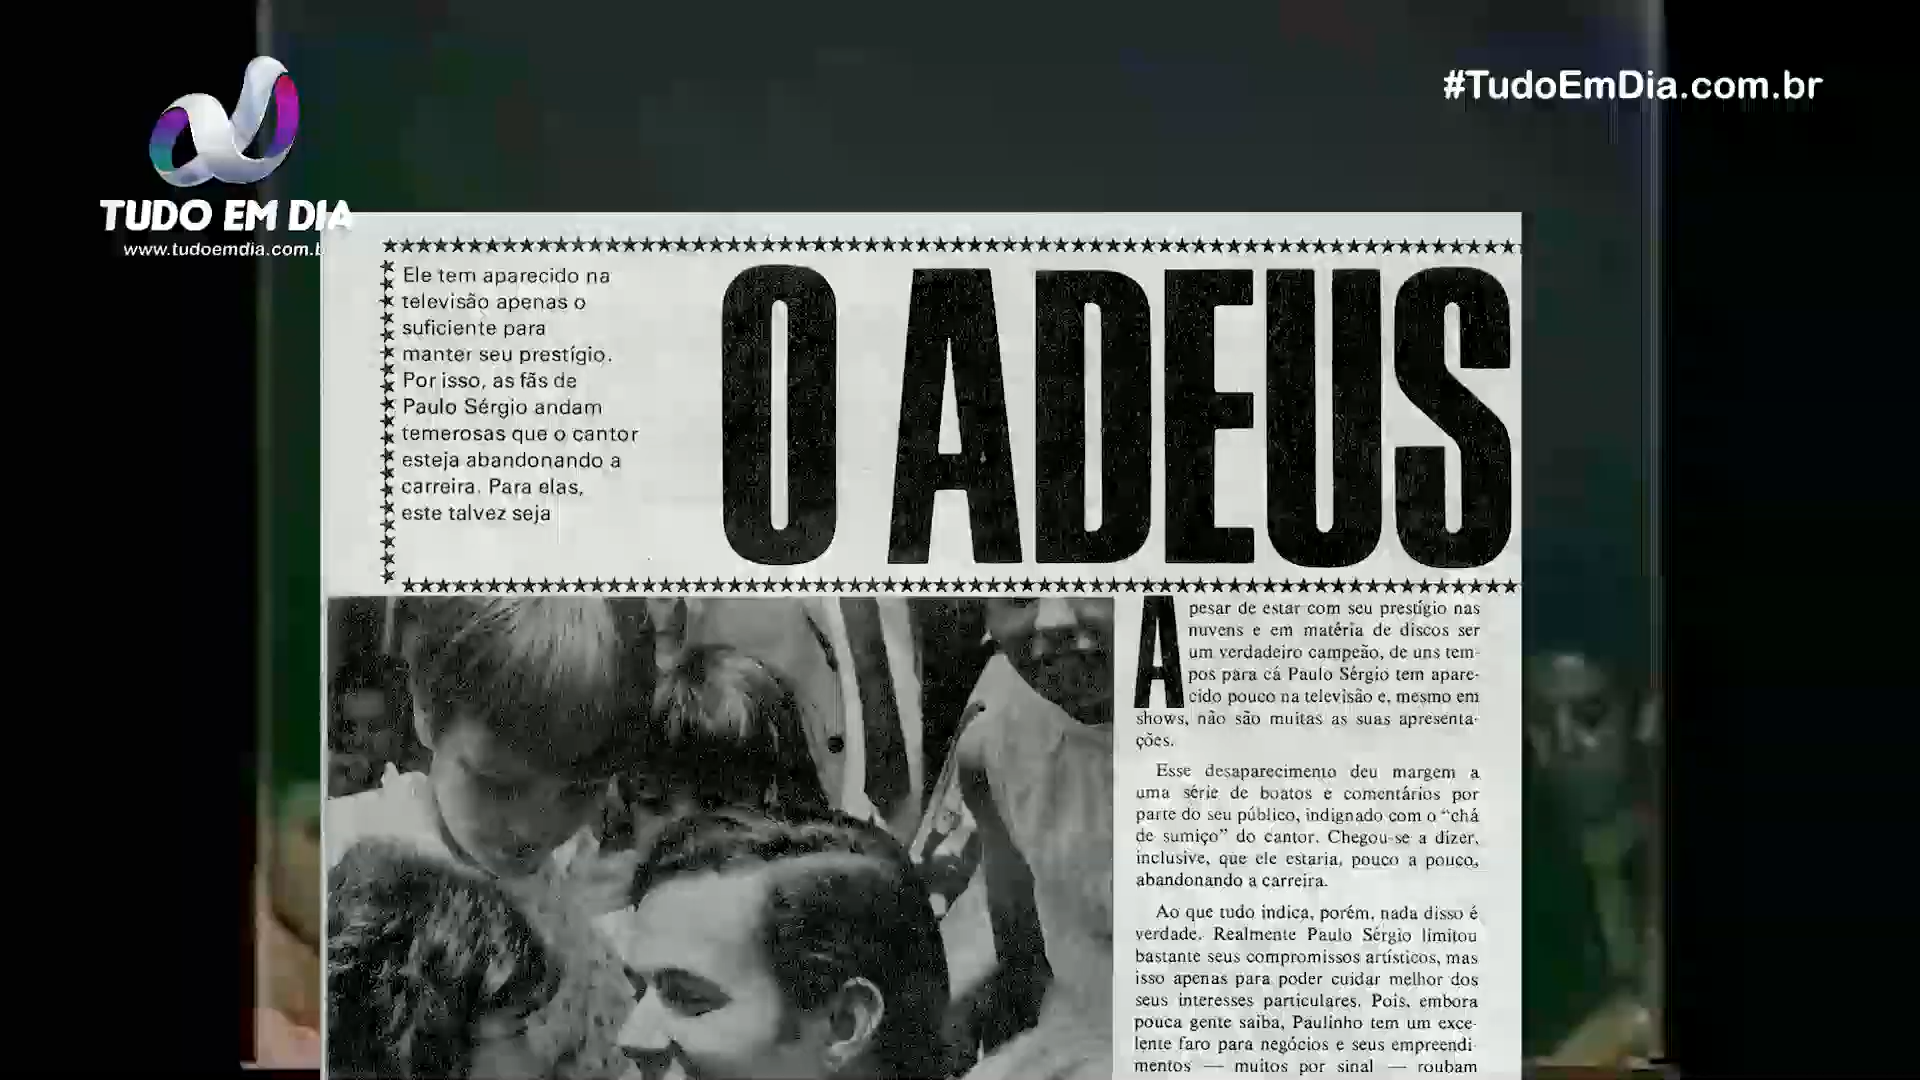 #TudoEmDia.com.br
TUDO EM DIA
www.tudoemdia.com.b
Ele tem aparecido na
televisão apenas o
suficiente para
manter seu prestígio.
Por isso, as fãs de
Paulo Sérgio andam
temerosas que o cantor
esteja abandonando a
carreira. Para elas,
este talvez seja
O ADEUS
Apesar de estar com seu prestígio nas
nuvens e em matéria de discos ser
um verdadeiro campeão, de uns tem-
pos para cá Paulo Sérgio tem apare-
cido pouco na televisão e, mesmo em
shows, não são muitas as suas apresenta-
ções.
Esse desaparecimento deu margem a
uma série de boatos e comentários por
parte do seu público, indignado com o “chá
de sumiço” do cantor. Chegou-se a dizer,
inclusive, que ele estaria, pouco a pouco,
abandonando a carreira.
Ao que tudo indica, porém, nada disso é
verdade. Realmente Paulo Sérgio limitou
bastante seus compromissos artísticos, mas
isso apenas para poder cuidar melhor dos
seus interesses particulares. Pois, embora
pouca gente saiba, Paulinho tem um exce-
lente faro para negócios e seus empreendi-
mentos — muitos por sinal — roubam